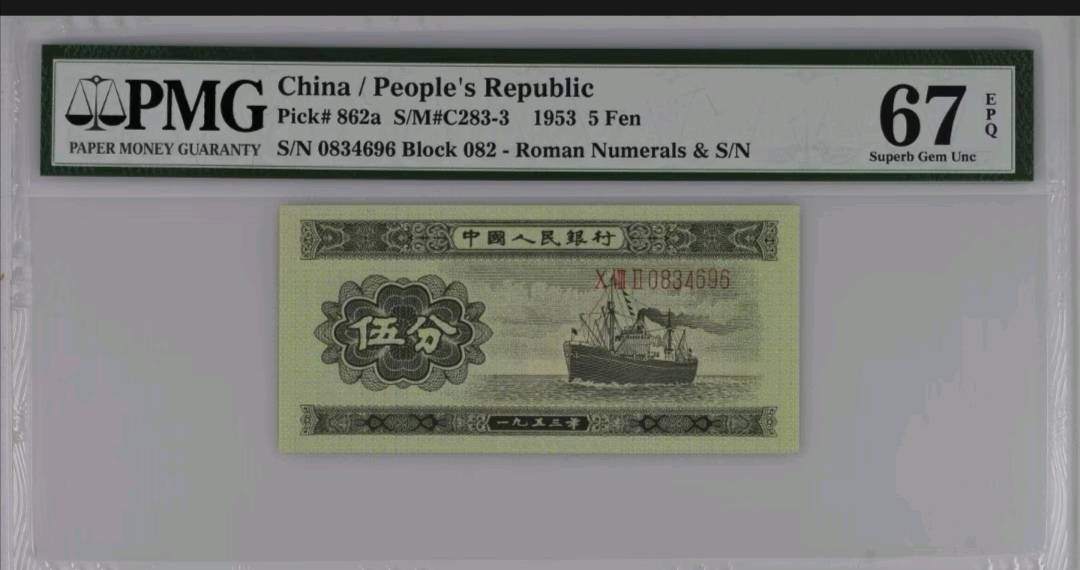 PMG
PAPER MONEY GUARANTY
China / People's Republic
Pick# 862a S/M#C283-3 1953 5 Fen
S/N 0834696 Block 082 - Roman Numerals & S/N
67
EPQ
Superb Gem Unc
中國人民銀行
X VIII II 0834696
伍分
一九五三年